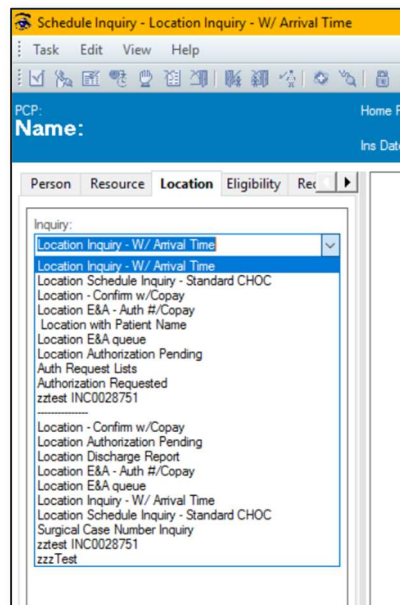 Schedule Inquiry - Location Inquiry - W/ Arrival Time
Task Edit View Help
PCP:
Home P
Name:
Ins Date
Person Resource Location Eligibility Rec
Inquiry:
Location Inquiry - W/ Arrival Time
Location Inquiry - W/ Arrival Time
Location Schedule Inquiry - Standard CHOC
Location - Confirm w/Copay
Location E&A - Auth #/Copay
Location with Patient Name
Location E&A queue
Location Authorization Pending
Auth Request Lists
Authorization Requested
zztest INC0028751
---------------
Location - Confirm w/Copay
Location Authorization Pending
Location Discharge Report
Location E&A - Auth #/Copay
Location E&A queue
Location Inquiry - W/ Arrival Time
Location Schedule Inquiry - Standard CHOC
Surgical Case Number Inquiry
zztest INC0028751
zzzTest